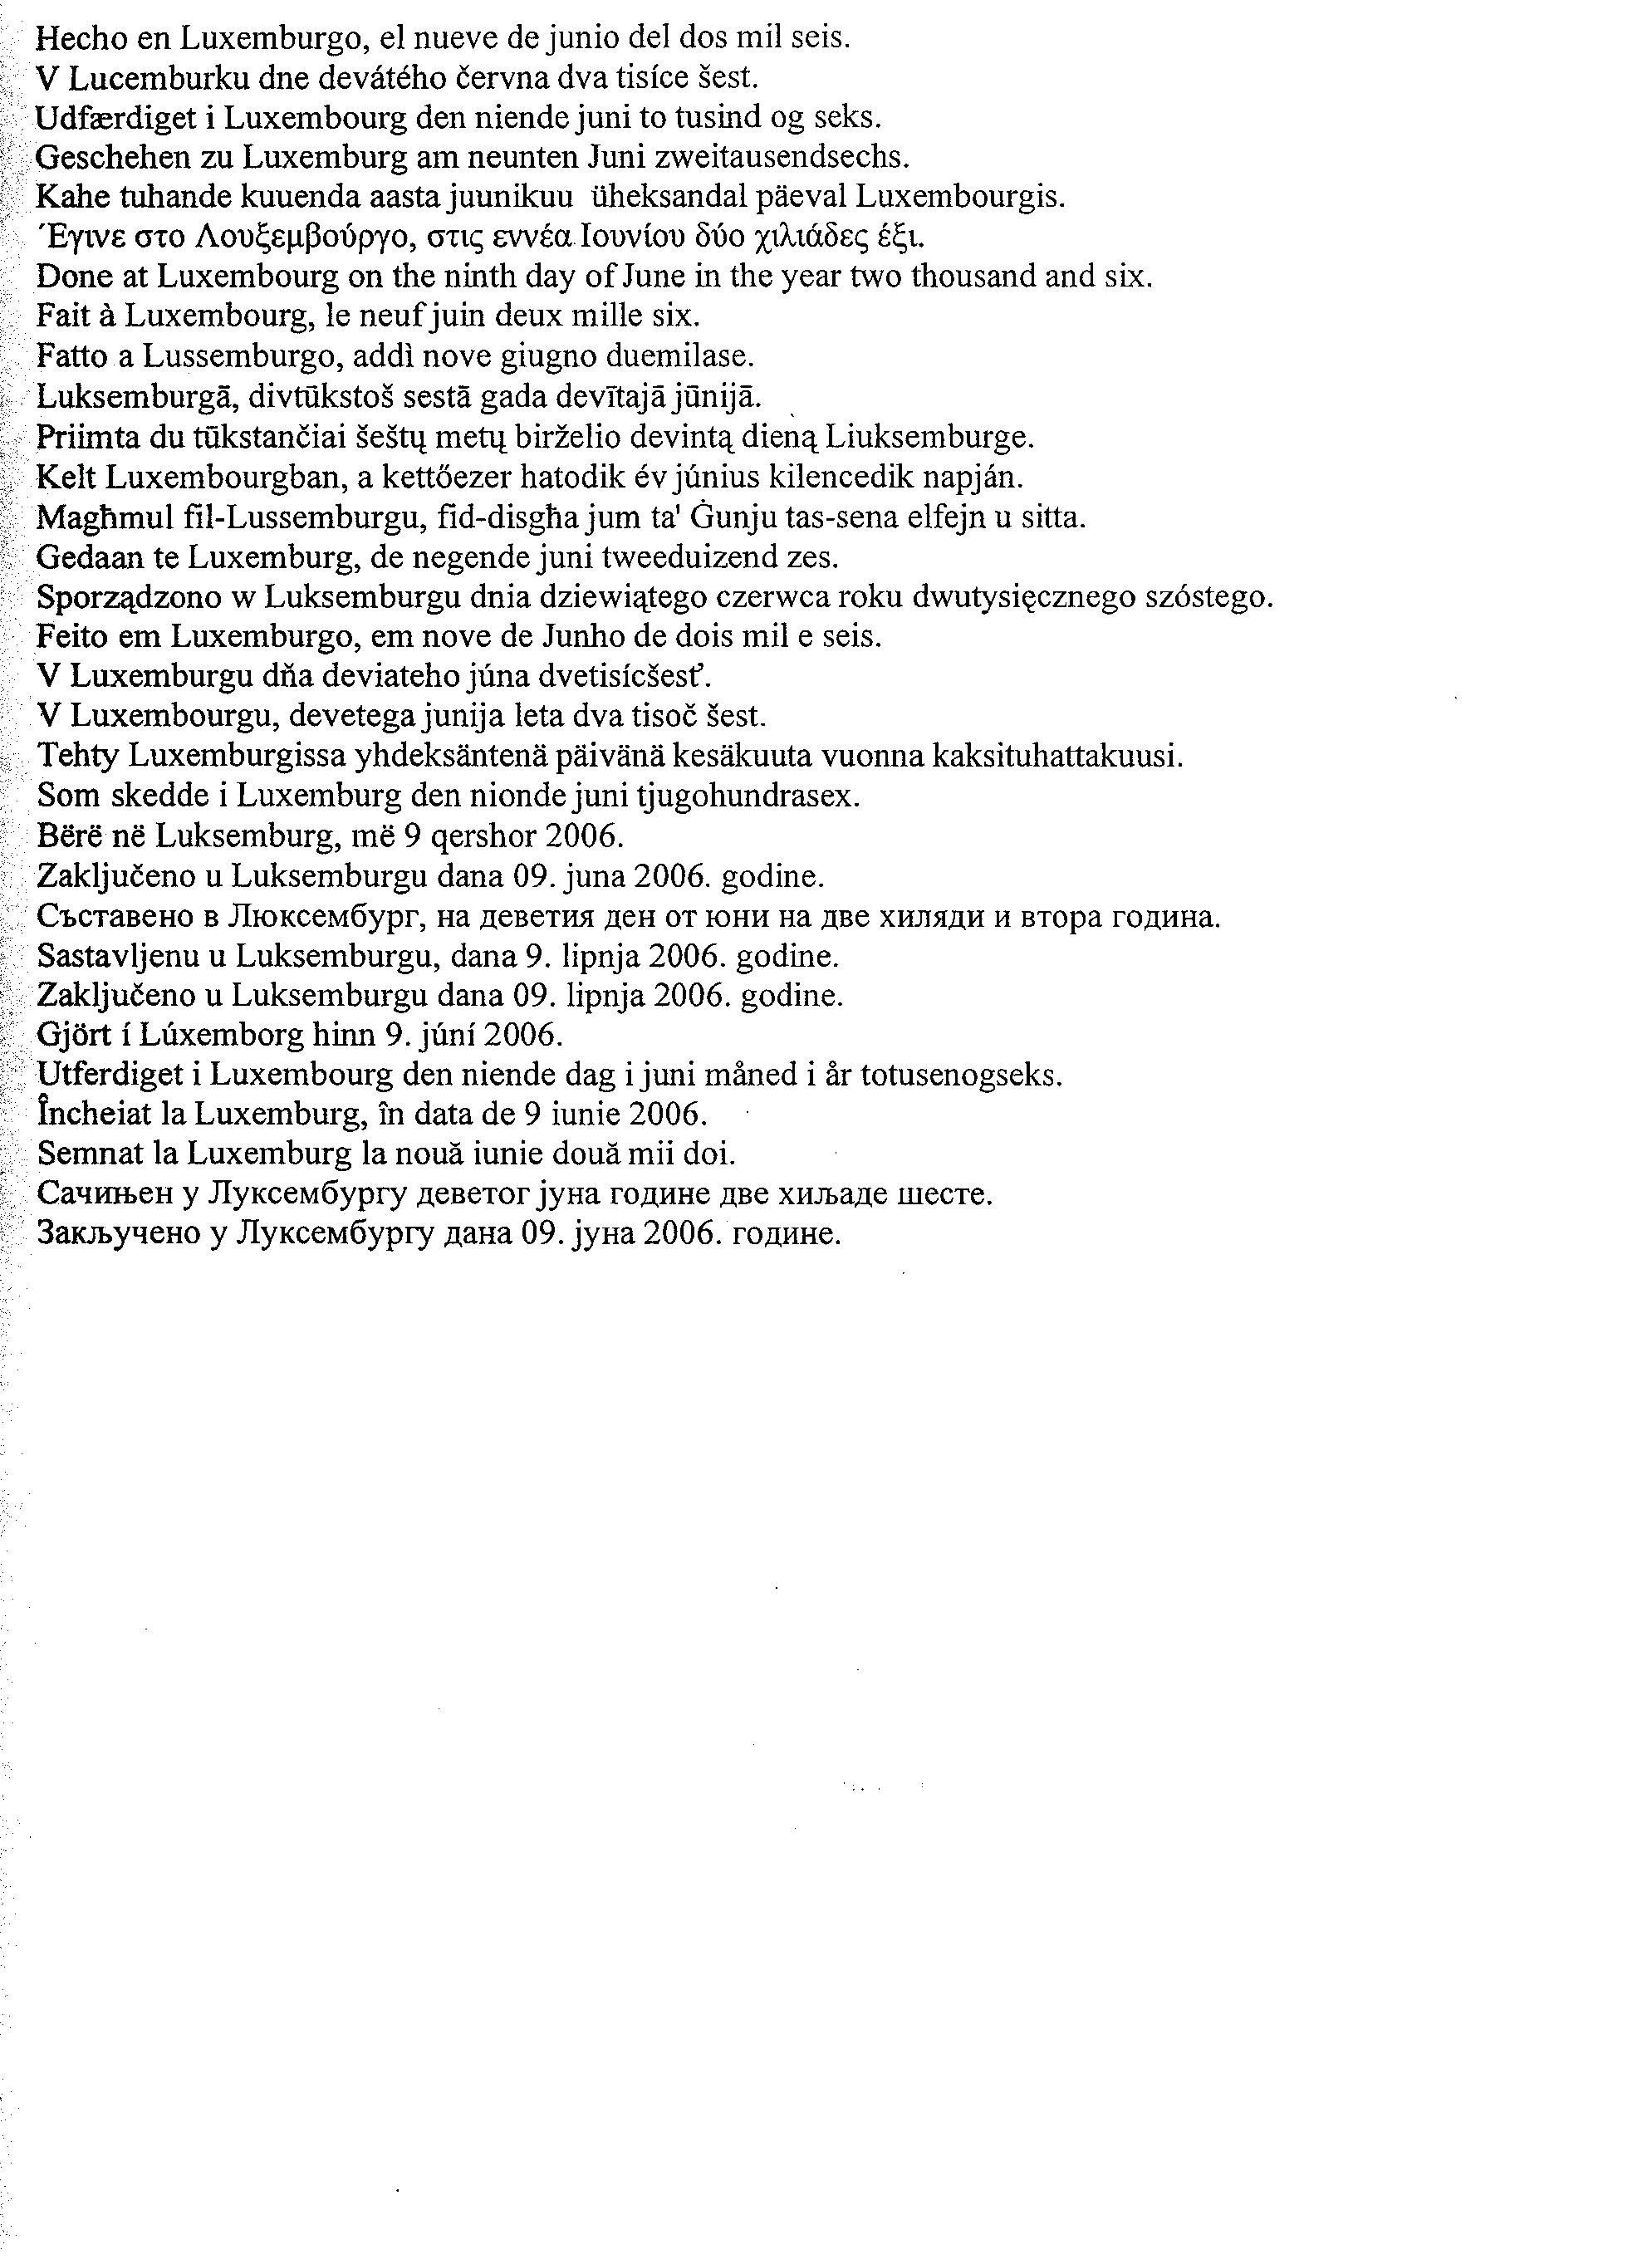 Hecho en Luxemburgo, el nueve de junio del dos mil seis.
V Lucemburku dne devátého června dva tisíce šest.
Udfærdiget i Luxembourg den niende juni to tusind og seks.
Geschehen zu Luxemburg am neunten Juni zweitausendsechs.
Kahe tuhande kuuenda aasta juunikuu üheksandal päeval Luxembourgis.
Έγινε στο Λουξεμβούργο, στις εννέα Ιουνίου δύο χιλιάδες έξι.
Done at Luxembourg on the ninth day of June in the year two thousand and six.
Fait à Luxembourg, le neuf juin deux mille six.
Fatto a Lussemburgo, addì nove giugno duemilase.
Luksemburgā, divtūkstoš sestā gada devītajā jūnijā.
Priimta du tūkstančiai šeštų metų birželio devintą dieną Liuksemburge.
Kelt Luxembourgban, a kettőezer hatodik év június kilencedik napján.
Magħmul fil-Lussemburgu, fid-disgħa jum ta' Ġunju tas-sena elfejn u sitta.
Gedaan te Luxemburg, de negende juni tweeduizend zes.
Sporządzono w Luksemburgu dnia dziewiątego czerwca roku dwutysięcznego szóstego.
Feito em Luxemburgo, em nove de Junho de dois mil e seis.
V Luxemburgu dňa deviateho júna dvetisícšesť.
V Luxembourgu, devetega junija leta dva tisoč šest.
Tehty Luxemburgissa yhdeksäntenä päivänä kesäkuuta vuonna kaksituhattakuusi.
Som skedde i Luxemburg den nionde juni tjugohundrasex.
Bërë në Luksemburg, më 9 qershor 2006.
Zaključeno u Luksemburgu dana 09. juna 2006. godine.
Съставено в Люксембург, на деветия ден от юни на две хиляди и втора година.
Sastavljenu u Luksemburgu, dana 9. lipnja 2006. godine.
Zaključeno u Luksemburgu dana 09. lipnja 2006. godine.
Gjört í Lúxemborg hinn 9. júní 2006.
Utferdiget i Luxembourg den niende dag i juni måned i år totusenogseks.
Încheiat la Luxemburg, în data de 9 iunie 2006.
Semnat la Luxemburg la nouă iunie două mii doi.
Сачињен у Луксембургу деветог јуна године две хиљаде шесте.
Закључено у Луксембургу дана 09. јуна 2006. године.